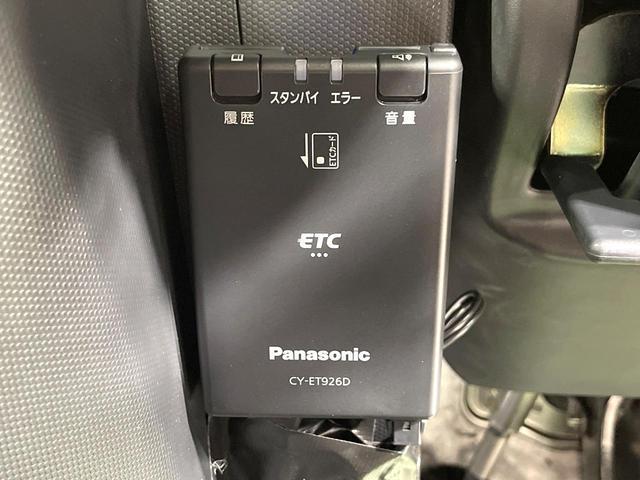 スタンバイ エラー
履歴 音量
ETCカード
ETC
Panasonic
CY-ET926D